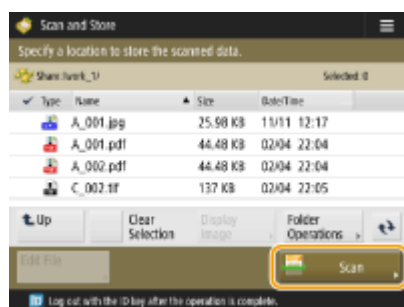 Scan and Store
Specify a location to store the scanned data.
Share:/work_1/ Selected: 0
Type Name Size Date/Time
A_001.jpg 25.98 KB 11/11 12:17
A_001.pdf 44.48 KB 02/04 22:04
A_002.pdf 44.48 KB 02/04 22:04
C_002.tif 137 KB 02/04 22:05
Up Clear Selection Display Image Folder Operations
Edit File Scan
ID Log out with the ID key after the operation is complete.